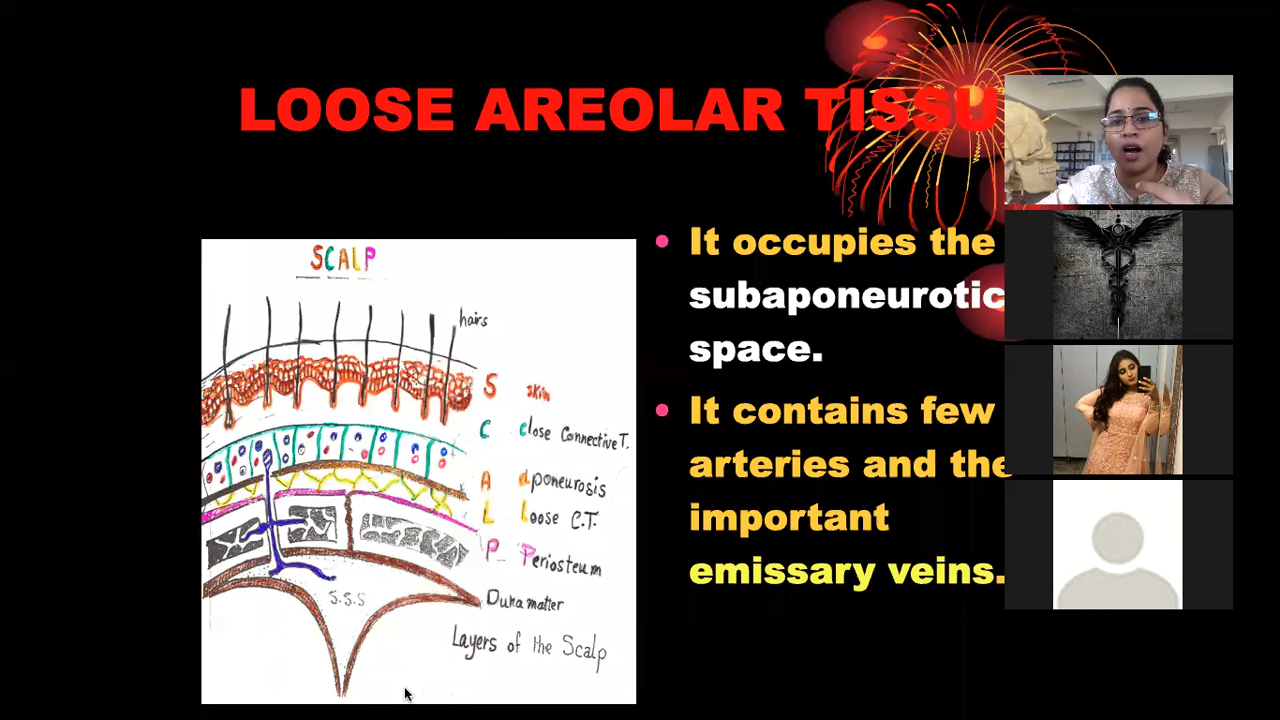 LOOSE AREOLAR TISSU
SCALP
hairs
S skin
C close Connective T.
A aponeurosis
L Loose C.T.
P Periosteum
Dura matter
S.S.S
Layers of the Scalp
• It occupies the
subaponeurotic
space.
• It contains few
arteries and the
important
emissary veins.